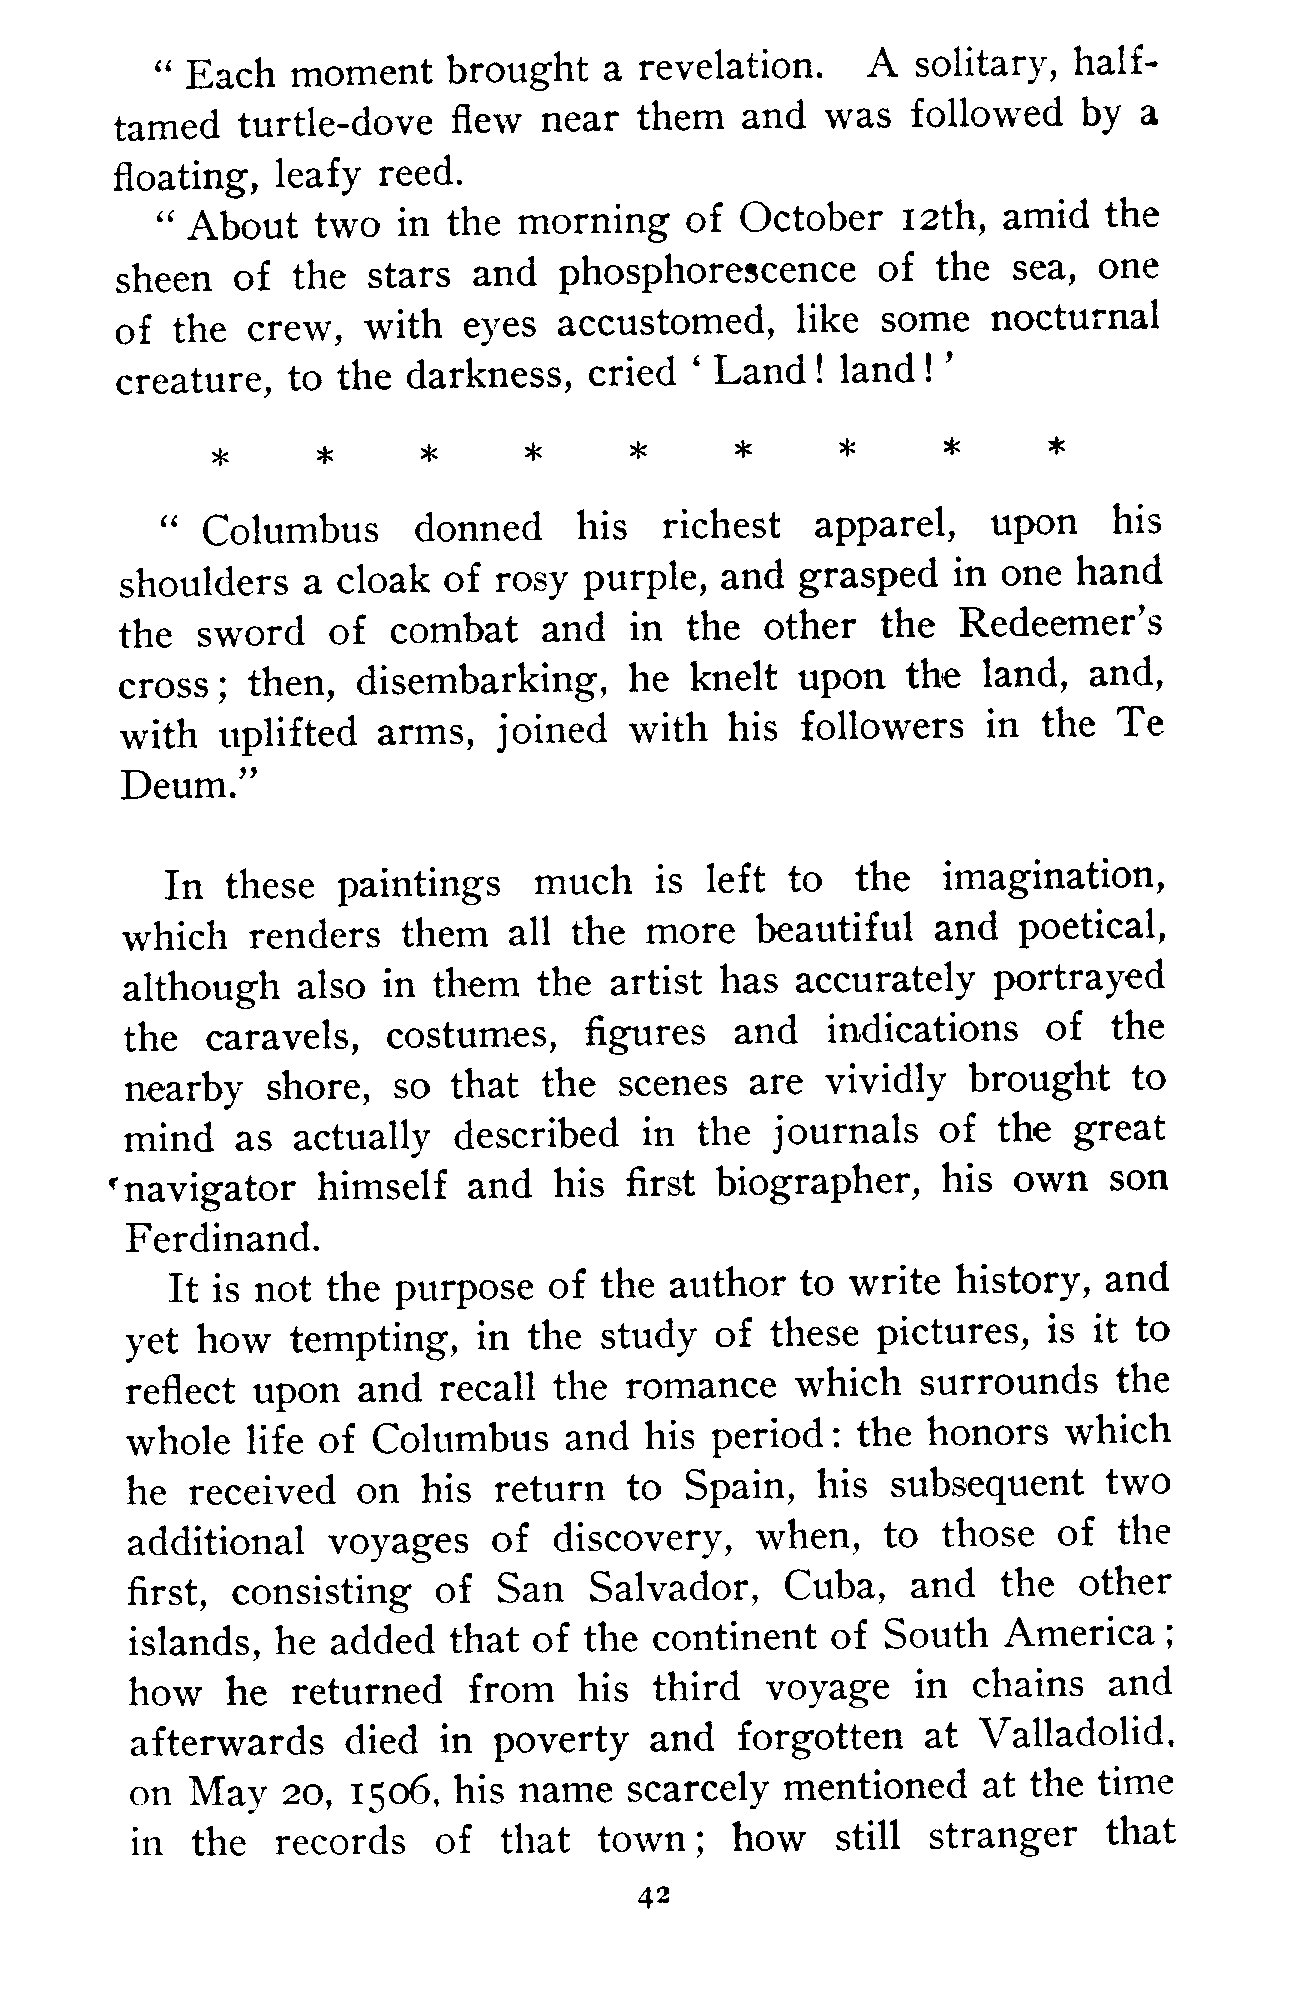 “ Each moment brought a revelation. A solitary, half-
tamed turtle-dove flew near them and was followed by a
floating, leafy reed.
“ About two in the morning of October 12th, amid the
sheen of the stars and phosphorescence of the sea, one
of the crew, with eyes accustomed, like some nocturnal
creature, to the darkness, cried ‘ Land ! land ! ’
* * * * * * * * *
“ Columbus donned his richest apparel, upon his
shoulders a cloak of rosy purple, and grasped in one hand
the sword of combat and in the other the Redeemer’s
cross ; then, disembarking, he knelt upon the land, and,
with uplifted arms, joined with his followers in the Te
Deum.”
In these paintings much is left to the imagination,
which renders them all the more beautiful and poetical,
although also in them the artist has accurately portrayed
the caravels, costumes, figures and indications of the
nearby shore, so that the scenes are vividly brought to
mind as actually described in the journals of the great
navigator himself and his first biographer, his own son
Ferdinand.
It is not the purpose of the author to write history, and
yet how tempting, in the study of these pictures, is it to
reflect upon and recall the romance which surrounds the
whole life of Columbus and his period : the honors which
he received on his return to Spain, his subsequent two
additional voyages of discovery, when, to those of the
first, consisting of San Salvador, Cuba, and the other
islands, he added that of the continent of South America ;
how he returned from his third voyage in chains and
afterwards died in poverty and forgotten at Valladolid,
on May 20, 1506, his name scarcely mentioned at the time
in the records of that town ; how still stranger that
42